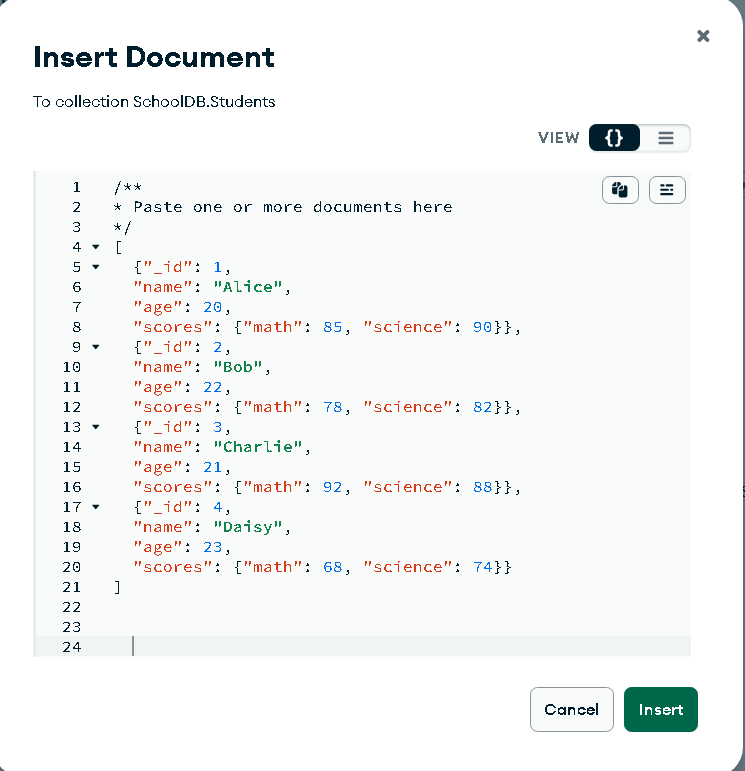 Insert Document
To collection SchoolDB.Students
VIEW {}
1 /**
2 * Paste one or more documents here
3 */
4 [
5 {"_id": 1,
6 "name": "Alice",
7 "age": 20,
8 "scores": {"math": 85, "science": 90}},
9 {"_id": 2,
10 "name": "Bob",
11 "age": 22,
12 "scores": {"math": 78, "science": 82}},
13 {"_id": 3,
14 "name": "Charlie",
15 "age": 21,
16 "scores": {"math": 92, "science": 88}},
17 {"_id": 4,
18 "name": "Daisy",
19 "age": 23,
20 "scores": {"math": 68, "science": 74}}
21 ]
22
23
24
Cancel Insert